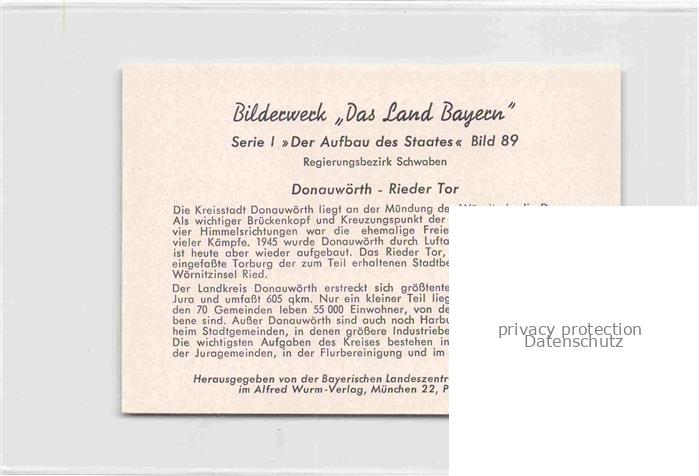 Bilderwerk „Das Land Bayern"
Serie I »Der Aufbau des Staates« Bild 89
Regierungsbezirk Schwaben
Donauwörth - Rieder Tor
Die Kreisstadt Donauwörth liegt an der Mündung der
Als wichtiger Brückenkopf und Kreuzungspunkt der
vier Himmelsrichtungen war die ehemalige Freie
vieler Kämpfe. 1945 wurde Donauwörth durch Lufta
ist heute aber wieder aufgebaut. Das Rieder Tor,
eingefaßte Torburg der zum Teil erhaltenen Stadtbe
Wörnitzinsel Ried.
Der Landkreis Donauwörth erstreckt sich größtente
Jura und umfaßt 605 qkm. Nur ein kleiner Teil lieg
den 70 Gemeinden leben 55 000 Einwohner, von de
bene sind. Außer Donauwörth sind auch noch Harbu
heim Stadtgemeinden, in denen größere Industriebe
Die wichtigsten Aufgaben des Kreises bestehen in
der Juragemeinden, in der Flurbereinigung und im
Herausgegeben von der Bayerischen Landeszentr
im Alfred Wurm-Verlag, München 22, P
privacy protection
Datenschutz